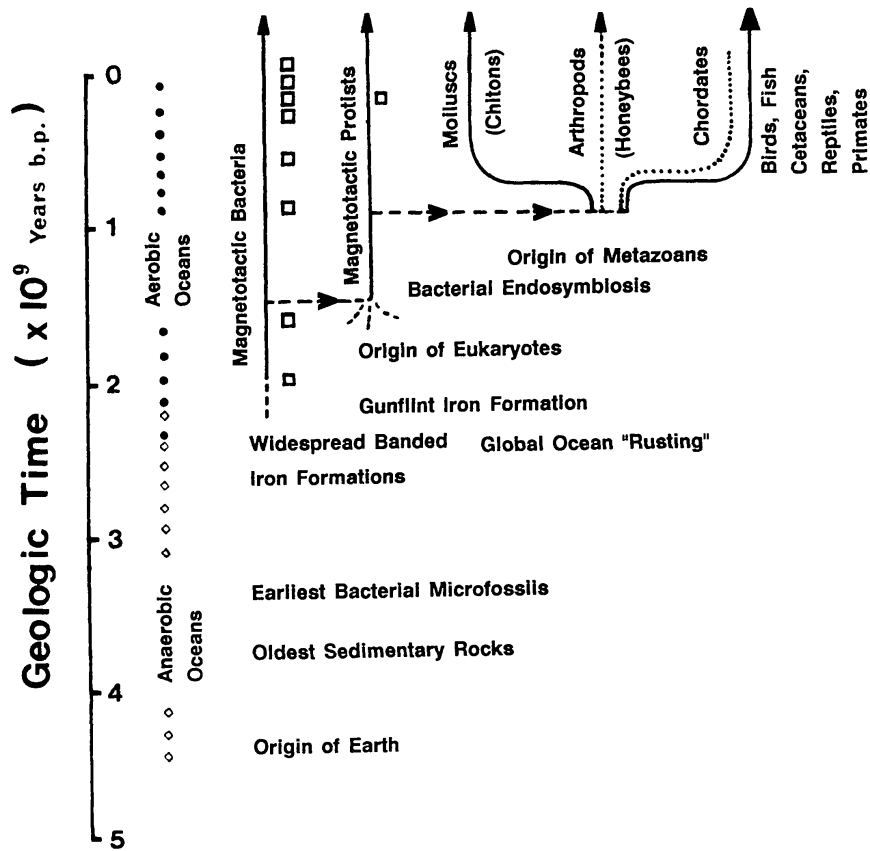 Geologic Time ( x 10⁹ Years b.p. )
0
1
2
3
4
5
Aerobic
Oceans
Anaerobic
Oceans
Magnetotactic Bacteria
Magnetotactic Protists
Molluscs
(Chitons)
Arthropods
(Honeybees)
Chordates
Birds, Fish
Cetaceans,
Reptiles,
Primates
Origin of Metazoans
Bacterial Endosymbiosis
Origin of Eukaryotes
Gunflint Iron Formation
Widespread Banded
Iron Formations
Global Ocean "Rusting"
Earliest Bacterial Microfossils
Oldest Sedimentary Rocks
Origin of Earth